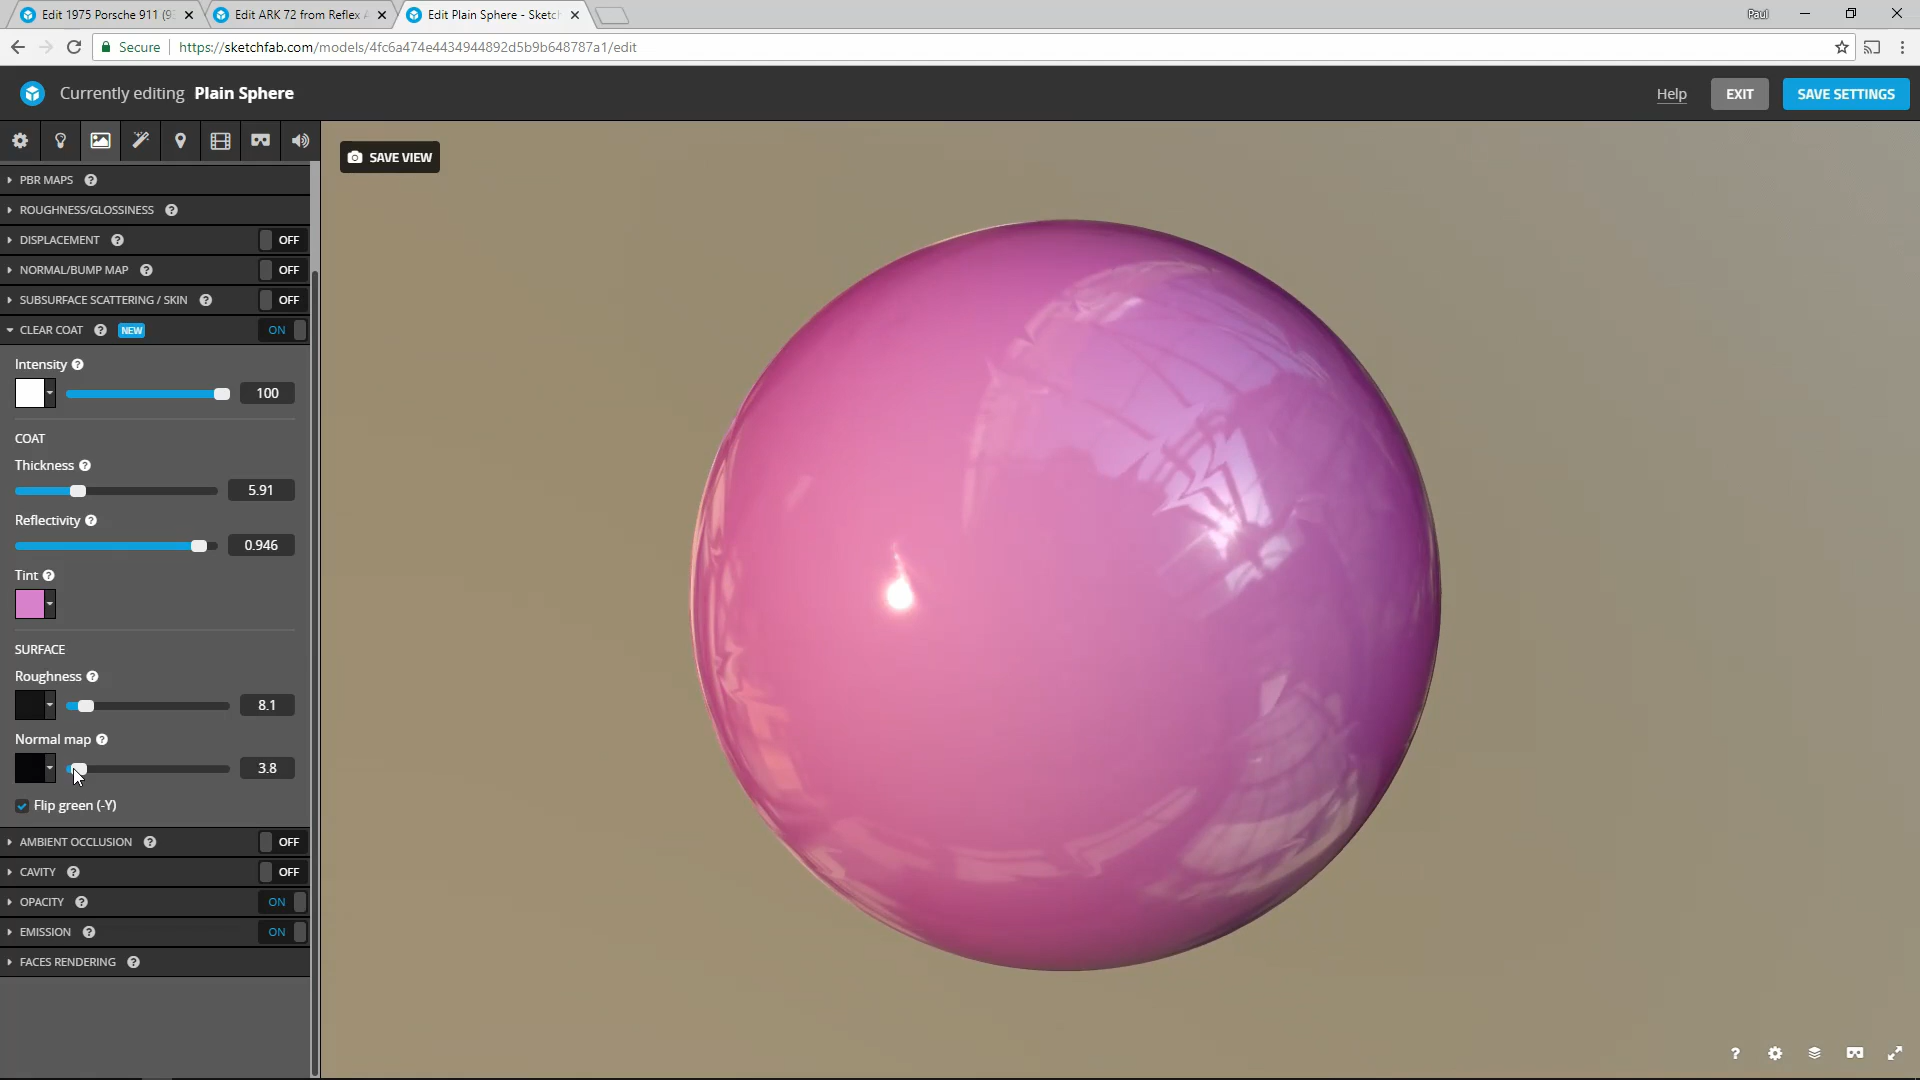 Edit 1975 Porsche 911 (9
Edit ARK 72 from Reflex
Edit Plain Sphere - Sketch
Paul
Secure
https://sketchfab.com/models/4fc6a474e4434944892d5b9b648787a1/edit
Currently editing Plain Sphere
Help
EXIT
SAVE SETTINGS
SAVE VIEW
PBR MAPS ?
ROUGHNESS/GLOSSINESS ?
DISPLACEMENT ? OFF
NORMAL/BUMP MAP ? OFF
SUBSURFACE SCATTERING / SKIN ? OFF
CLEAR COAT ? NEW ON
Intensity ?
100
COAT
Thickness ?
5.91
Reflectivity ?
0.946
Tint ?
SURFACE
Roughness ?
8.1
Normal map ?
3.8
Flip green (-Y)
AMBIENT OCCLUSION ? OFF
CAVITY ? OFF
OPACITY ? ON
EMISSION ? ON
FACES RENDERING ?
?